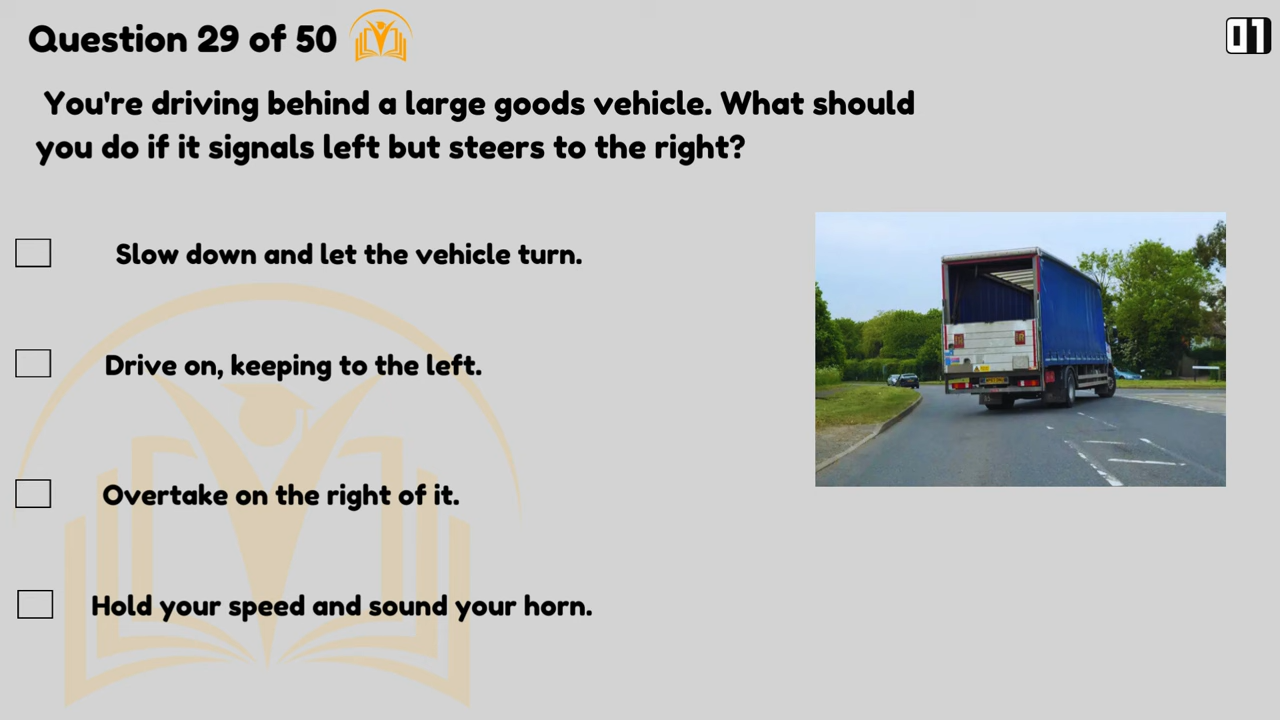 Question 29 of 50
01
You're driving behind a large goods vehicle. What should
you do if it signals left but steers to the right?
Slow down and let the vehicle turn.
Drive on, keeping to the left.
Overtake on the right of it.
Hold your speed and sound your horn.